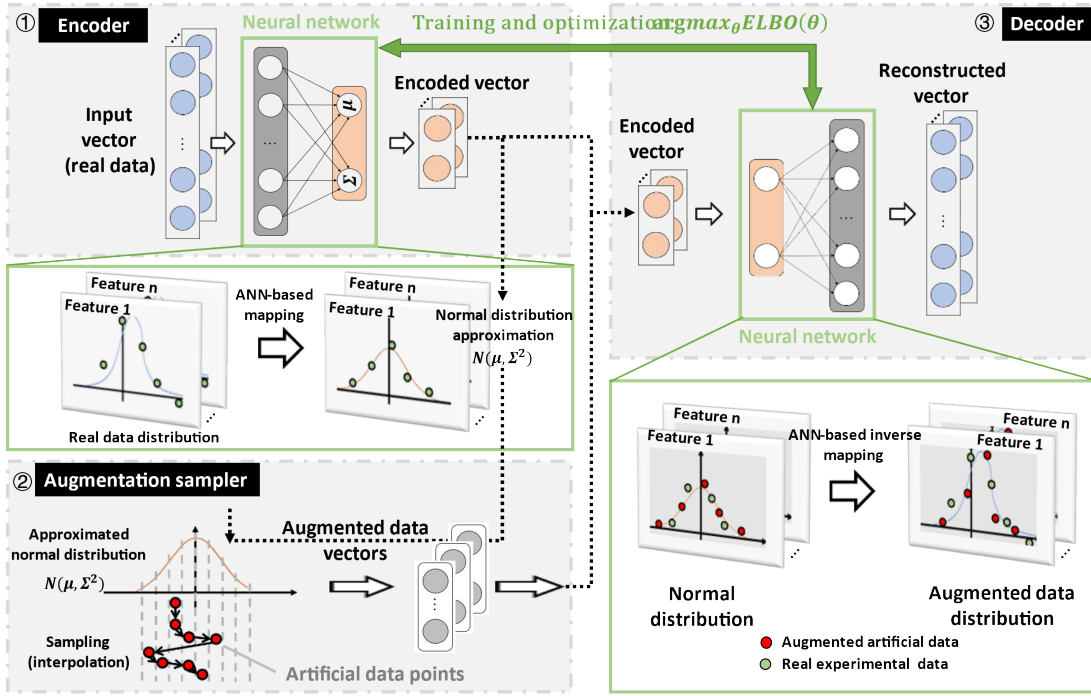 ① Encoder
Neural network
Training and optimization:
argmax_θELBO(θ)
③ Decoder
Input
vector
(real data)
...
μ
Σ
Encoded vector
Encoded
vector
Reconstructed
vector
...
...
Neural network
Feature n
Feature 1
ANN-based
mapping
Feature n
Feature 1
Normal distribution
approximation
N(μ, Σ²)
Real data distribution
② Augmentation sampler
Approximated
normal distribution
N(μ, Σ²)
Augmented data
vectors
Sampling
(interpolation)
Artificial data points
Feature n
Feature 1
ANN-based inverse
mapping
Feature n
Feature 1
Normal
distribution
Augmented data
distribution
Augmented artificial data
Real experimental data